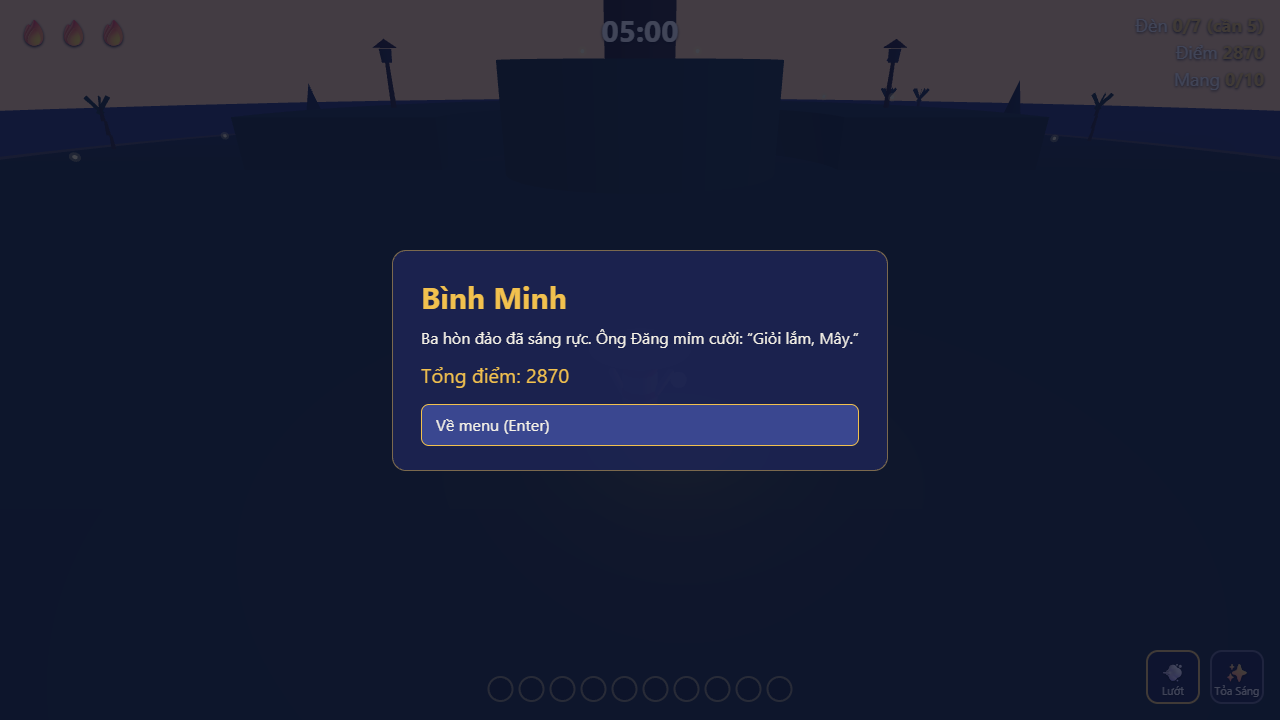 05:00
Đèn 0/7 (cần 5)
Điểm 2870
Mang 0/10
Bình Minh
Ba hòn đảo đã sáng rực. Ông Đăng mỉm cười: “Giỏi lắm, Mây.”
Tổng điểm: 2870
Về menu (Enter)
Lướt
Tỏa Sáng